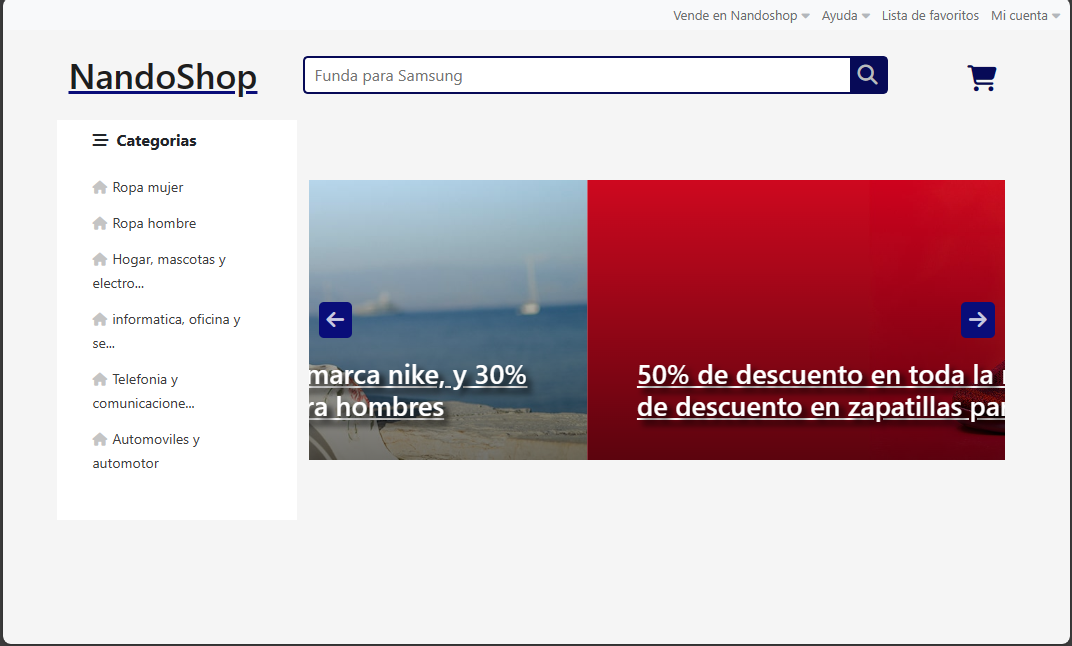 Vende en Nandoshop Ayuda Lista de favoritos Mi cuenta
NandoShop
Funda para Samsung
Categorias
Ropa mujer
Ropa hombre
Hogar, mascotas y
electro...
informatica, oficina y
se...
Telefonia y
comunicacione...
Automoviles y
automotor
marca nike, y 30%
ra hombres
50% de descuento en toda la
de descuento en zapatillas par